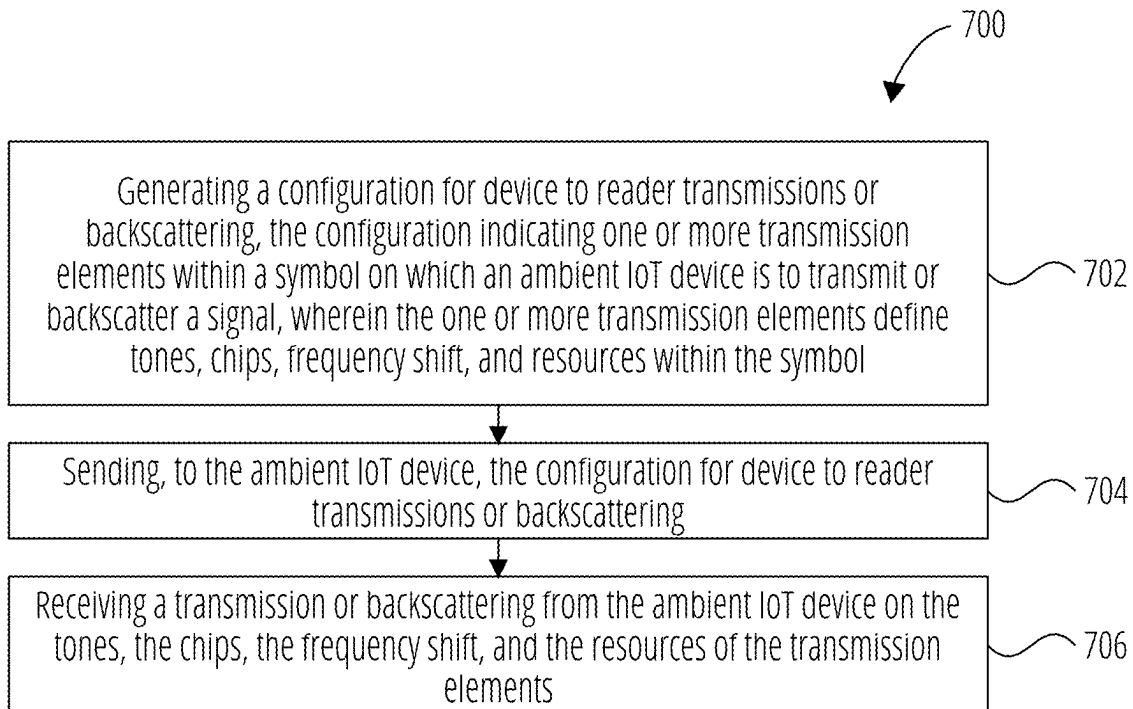 700
Generating a configuration for device to reader transmissions or
backscattering, the configuration indicating one or more transmission
elements within a symbol on which an ambient IoT device is to transmit or
backscatter a signal, wherein the one or more transmission elements define
tones, chips, frequency shift, and resources within the symbol
702
Sending, to the ambient IoT device, the configuration for device to reader
transmissions or backscattering
704
Receiving a transmission or backscattering from the ambient IoT device on the
tones, the chips, the frequency shift, and the resources of the transmission
elements
706